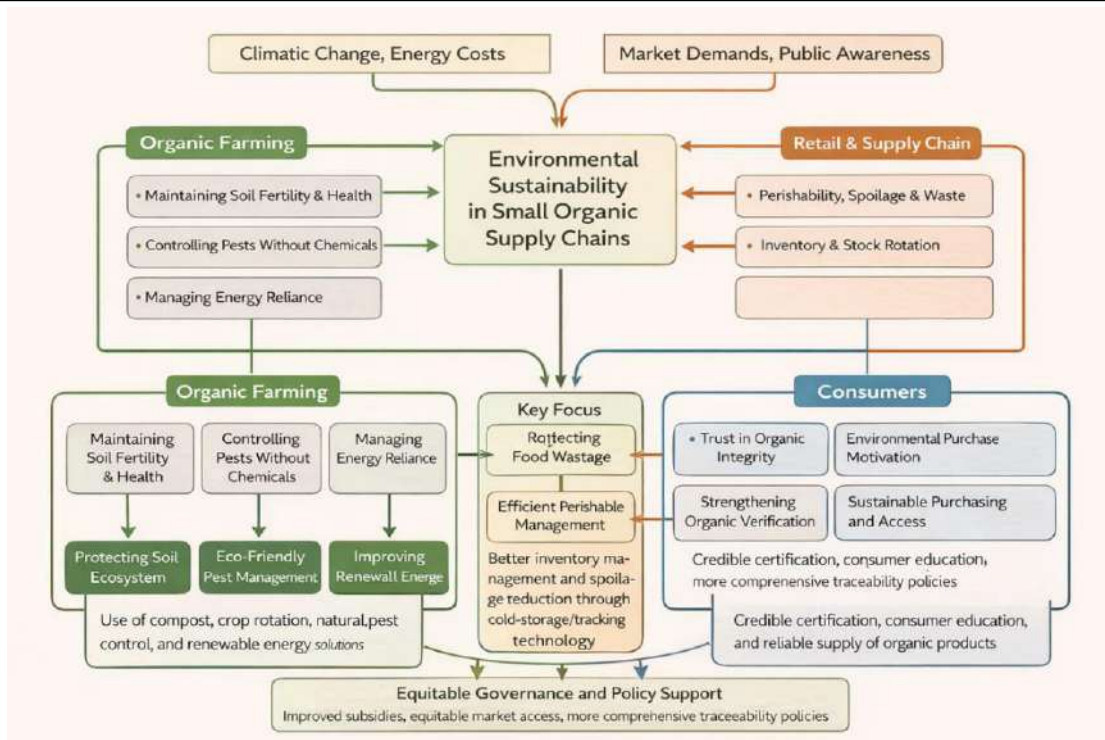 Climatic Change, Energy Costs
Market Demands, Public Awareness
Organic Farming
Environmental
Sustainability
in Small Organic
Supply Chains
Retail & Supply Chain
• Maintaining Soil Fertility & Health
• Perishability, Spoilage & Waste
• Controlling Pests Without Chemicals
• Inventory & Stock Rotation
• Managing Energy Reliance
Organic Farming
Maintaining
Soil Fertility
& Health
Controlling
Pests Without
Chemicals
Managing
Energy Reliance
Protecting Soil
Ecosystem
Eco-Friendly
Pest Management
Improving
Renewall Energe
Use of compost, crop rotation, natural,pest
control, and renewable energy solutions
Key Focus
Food Wastage
Efficient Perishable
Management
Better inventory ma-
nagement and spoila-
ge reduction through
cold-storage/tracking
technology
Consumers
• Trust in Organic
Integrity
Environmental Purchase
Motivation
Strengthening
Organic Verification
Sustainable Purchasing
and Access
Credible certification, consumer education,
more comprehensive traceability policies
Credible certification, consumer education,
and reliable supply of organic products
Equitable Governance and Policy Support
Improved subsidies, equitable market access, more comprehensive traceeability policies